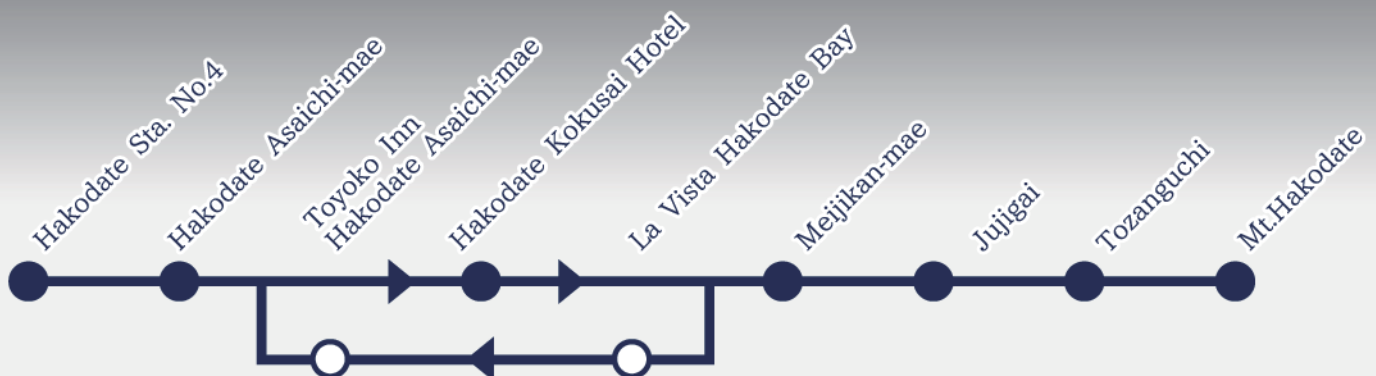 Hakodate Sta. No.4
Hakodate Asaichi-mae
Toyoko Inn
Hakodate Asaichi-mae
Hakodate Kokusai Hotel
La Vista Hakodate Bay
Meijikan-mae
Jujigai
Tozanguchi
Mt.Hakodate